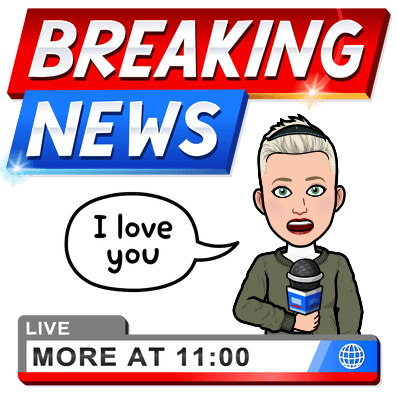 BREAKING
NEWS
I love
you
LIVE
MORE AT 11:00